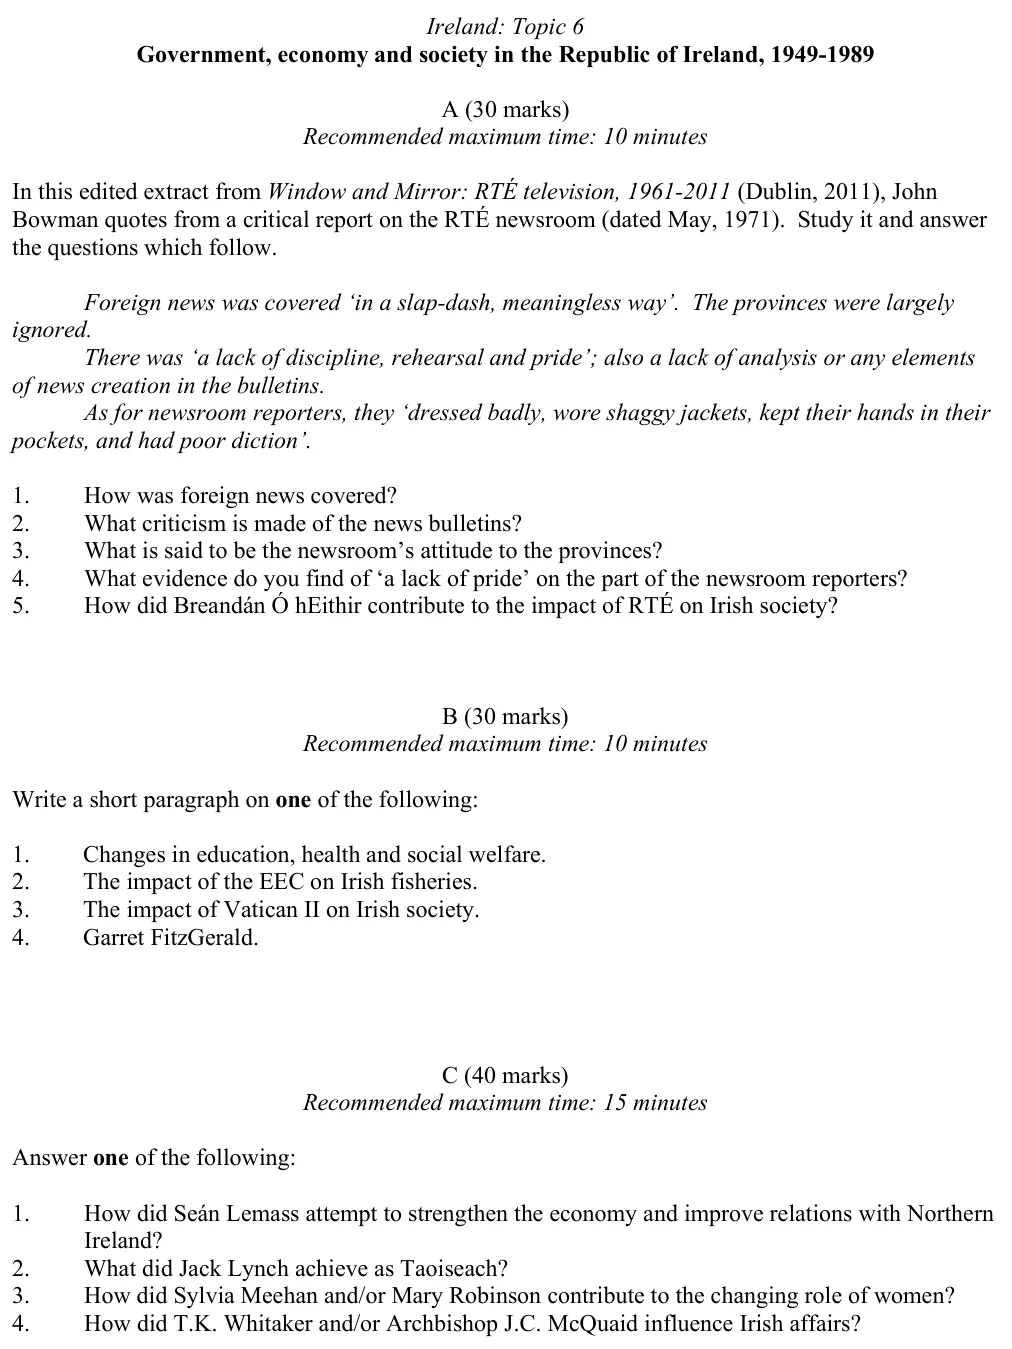 Ireland: Topic 6
Government, economy and society in the Republic of Ireland, 1949-1989
A (30 marks)
Recommended maximum time: 10 minutes
In this edited extract from Window and Mirror: RTÉ television, 1961-2011 (Dublin, 2011), John
Bowman quotes from a critical report on the RTÉ newsroom (dated May, 1971).  Study it and answer
the questions which follow.
Foreign news was covered ‘in a slap-dash, meaningless way’.  The provinces were largely
ignored.
There was ‘a lack of discipline, rehearsal and pride’; also a lack of analysis or any elements
of news creation in the bulletins.
As for newsroom reporters, they ‘dressed badly, wore shaggy jackets, kept their hands in their
pockets, and had poor diction’.
1. How was foreign news covered?
2. What criticism is made of the news bulletins?
3. What is said to be the newsroom’s attitude to the provinces?
4. What evidence do you find of ‘a lack of pride’ on the part of the newsroom reporters?
5. How did Breandán Ó hEithir contribute to the impact of RTÉ on Irish society?
B (30 marks)
Recommended maximum time: 10 minutes
Write a short paragraph on one of the following:
1. Changes in education, health and social welfare.
2. The impact of the EEC on Irish fisheries.
3. The impact of Vatican II on Irish society.
4. Garret FitzGerald.
C (40 marks)
Recommended maximum time: 15 minutes
Answer one of the following:
1. How did Seán Lemass attempt to strengthen the economy and improve relations with Northern
Ireland?
2. What did Jack Lynch achieve as Taoiseach?
3. How did Sylvia Meehan and/or Mary Robinson contribute to the changing role of women?
4. How did T.K. Whitaker and/or Archbishop J.C. McQuaid influence Irish affairs?